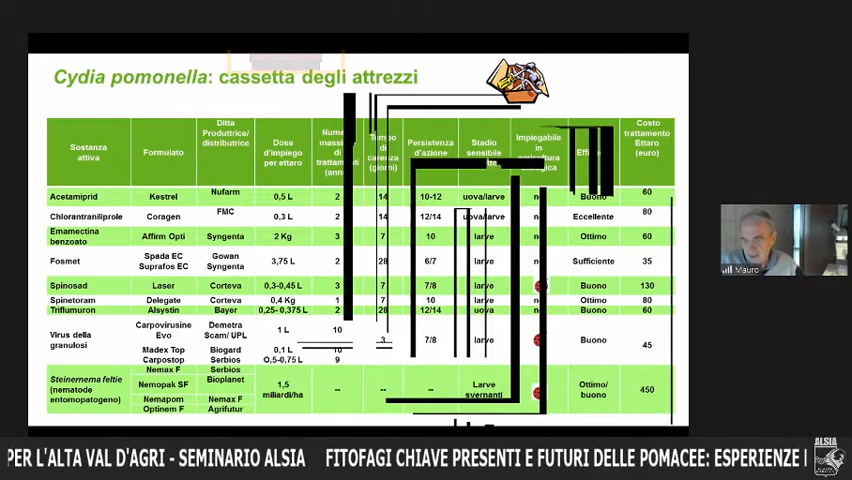 Cydia pomonella: cassetta degli attrezzi
Sostanza attiva Formulato Ditta Produttrice/ distributrice Dose d'impiego per ettaro di trattamenti di carenza (giorni) Persistenza d'azione Stadio sensibile Impiegabile in Costo trattamento Ettaro (euro)
Acetamiprid Kestrel Nufarm 0,5 L 2 14 10-12 uova/larve Buono 60
Chlorantraniliprole Coragen FMC 0,3 L 2 14 12/14 uova/larve Eccellente 80
Emamectina benzoato Affirm Opti Syngenta 2 Kg 3 7 10 larve Ottimo 60
Fosmet Spada EC Suprafos EC Gowan Syngenta 3,75 L 2 28 6/7 larve Sufficiente 35
Spinosad Laser Corteva 0,3-0,45 L 3 7 7/8 larve Buono 130
Spinetoram Delegate Corteva 0,4 Kg 1 7 10 larve Ottimo 80
Triflumuron Alsystin Bayer 0,25- 0,375 L 2 28 12/14 uova Buono 60
Virus della granulosi Carpovirusine Evo Demetra Scam/ UPL 1 L 10 3 7/8 larve Buono 45
Madex Top Biogard 0,1 L 10
Carpostop Serbios 0,5-0,75 L 9
Steinernema feltie (nematode entomopatogeno) Nemax F Serbios 1,5 miliardi/ha -- -- -- Larve svernanti Ottimo/ buono 450
Nemopak SF Bioplanet
Nemapom Nemax F
Optinem F Agrifutur
Mauro
PER L'ALTA VAL D'AGRI - SEMINARIO ALSIA FITOFAGI CHIAVE PRESENTI E FUTURI DELLE POMACEE: ESPERIENZE
ALSIA